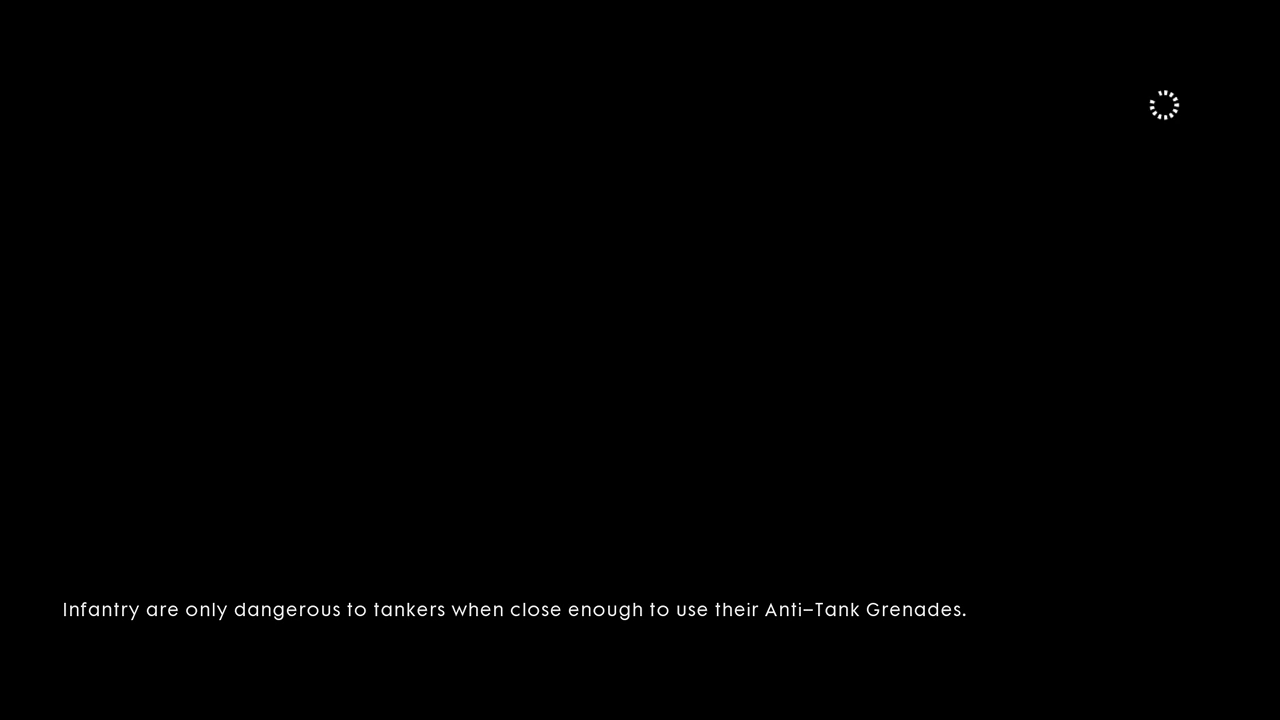 Infantry are only dangerous to tankers when close enough to use their Anti–Tank Grenades.